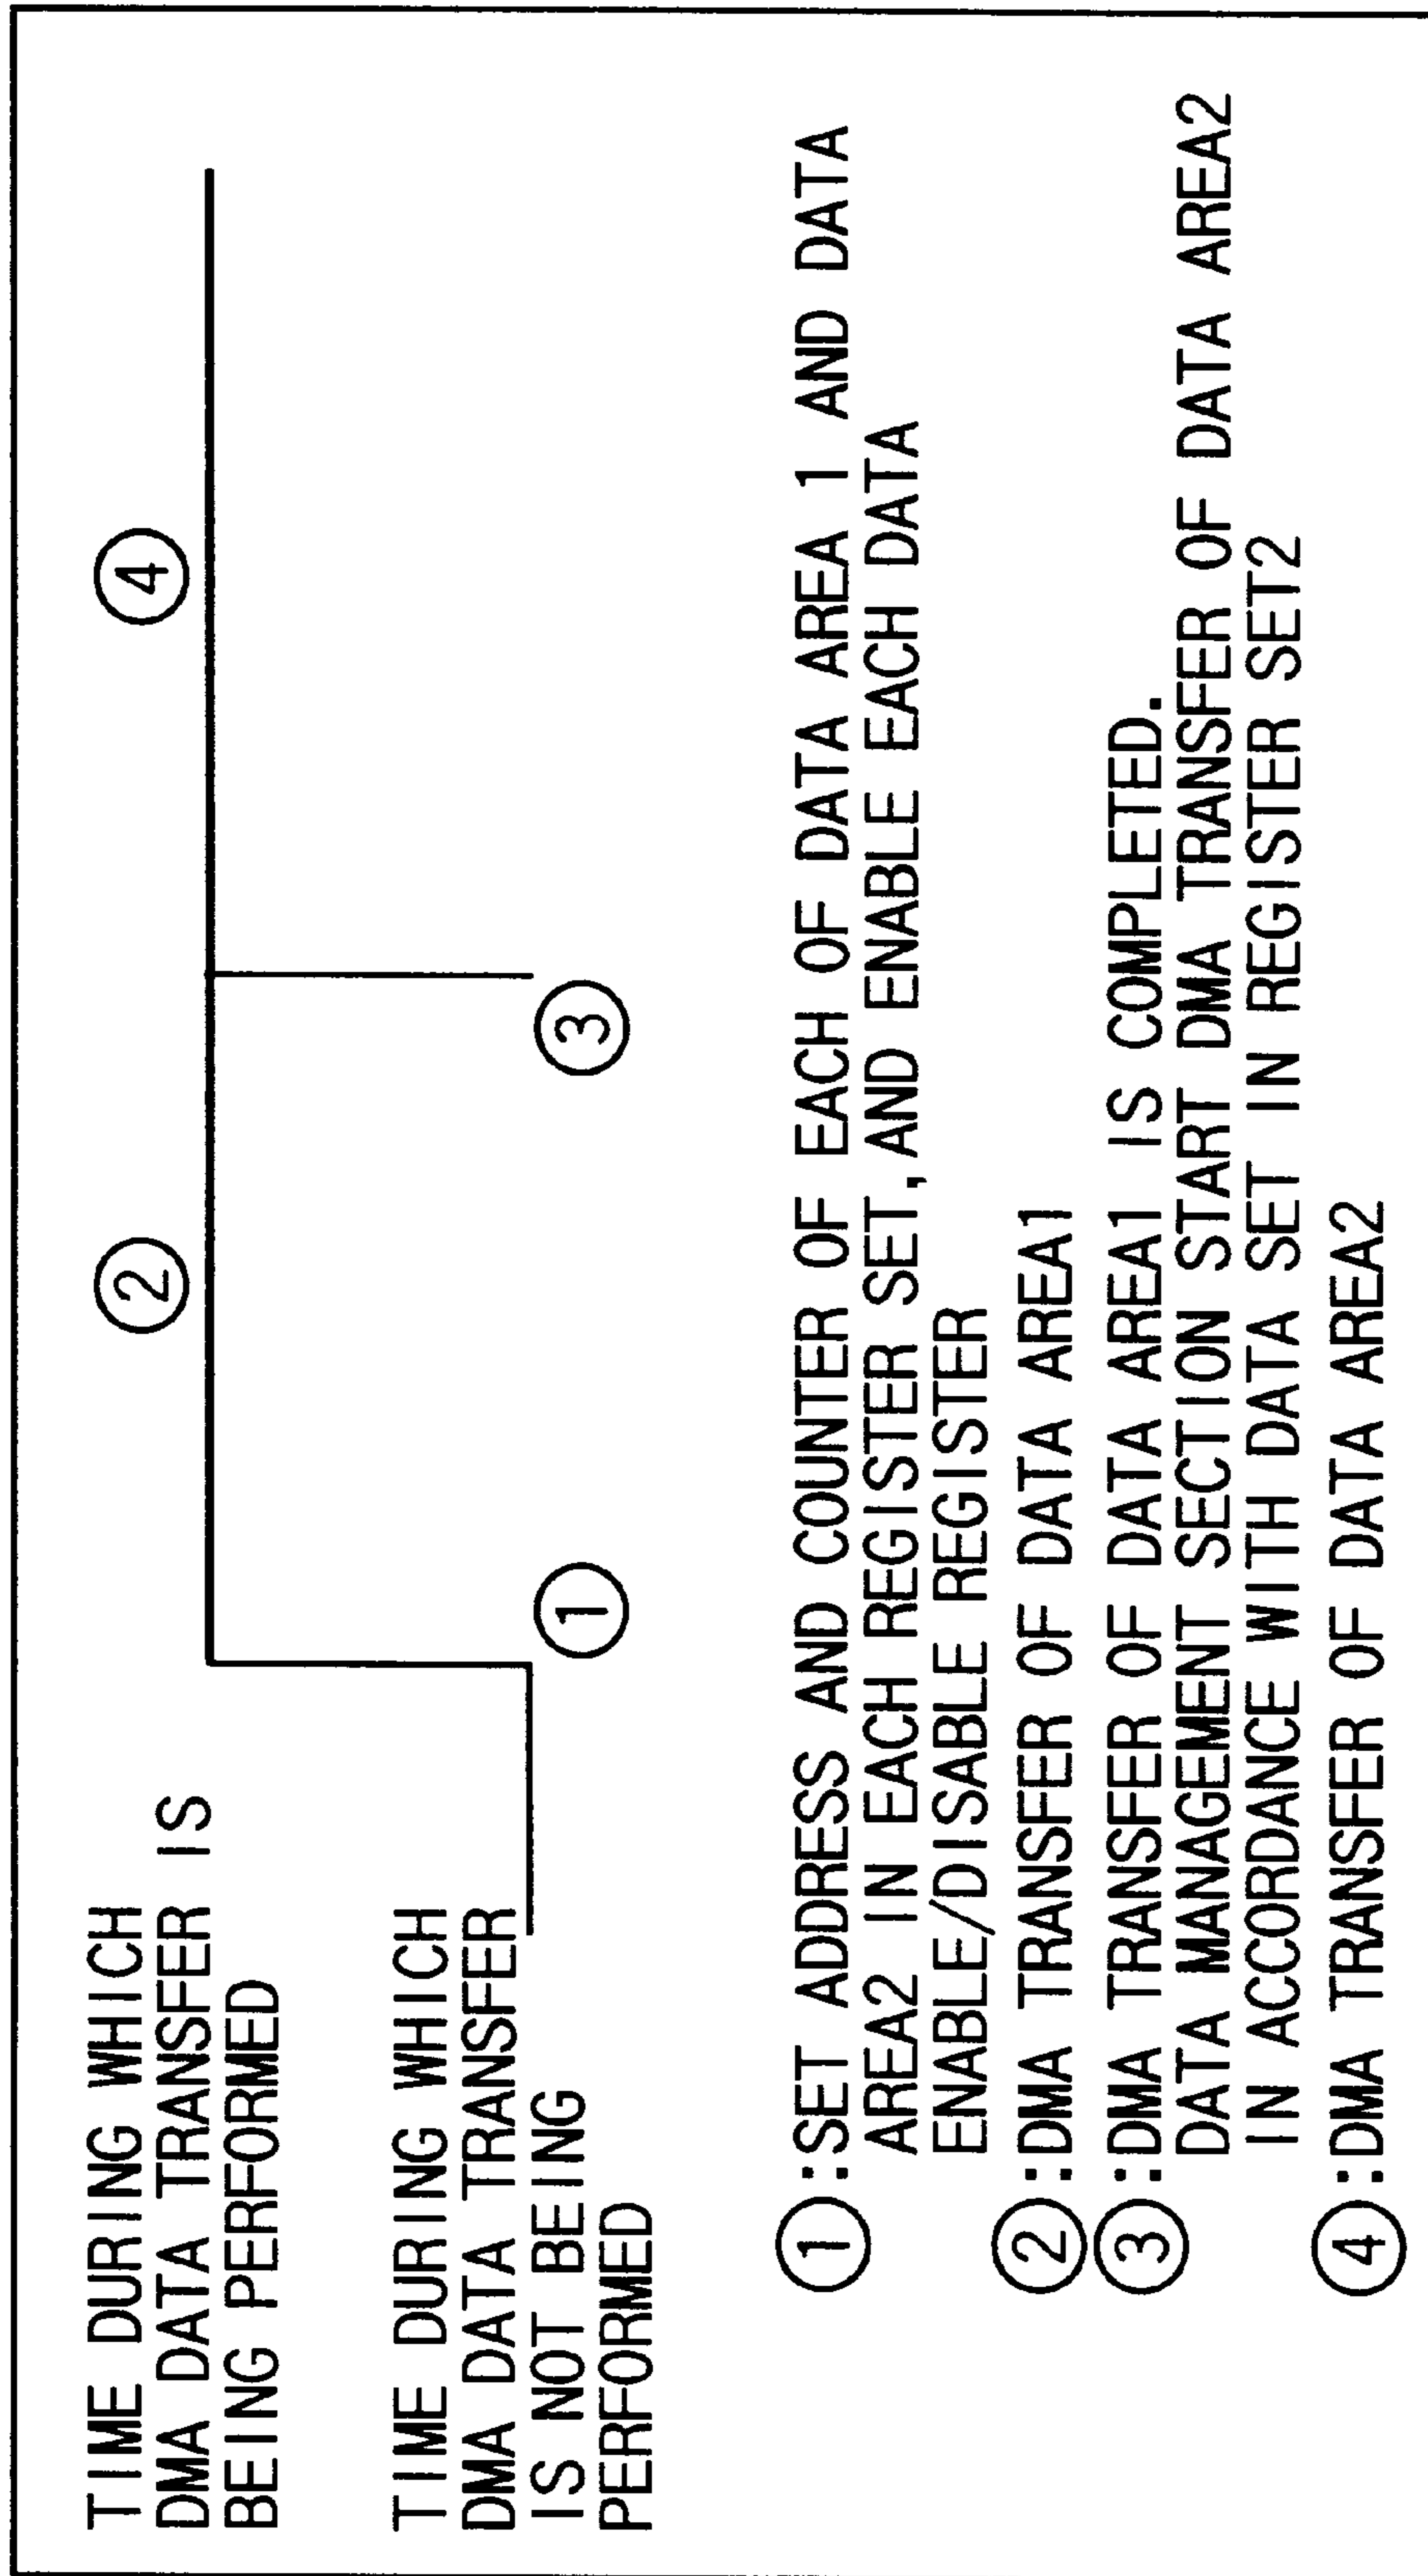 TIME DURING WHICH
DMA DATA TRANSFER IS
BEING PERFORMED
TIME DURING WHICH
DMA DATA TRANSFER
IS NOT BEING
PERFORMED
2
4
1
3
1:SET ADDRESS AND COUNTER OF EACH OF DATA AREA 1 AND DATA
AREA2 IN EACH REGISTER SET, AND ENABLE EACH DATA
ENABLE/DISABLE REGISTER
2:DMA TRANSFER OF DATA AREA1
3:DMA TRANSFER OF DATA AREA1 IS COMPLETED.
DATA MANAGEMENT SECTION START DMA TRANSFER OF DATA AREA2
IN ACCORDANCE WITH DATA SET IN REGISTER SET2
4:DMA TRANSFER OF DATA AREA2